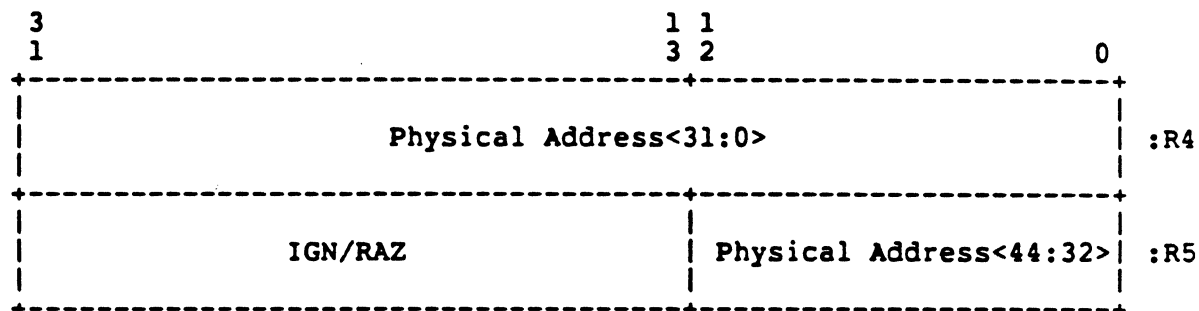 3 1 1
1 3 2 0
Physical Address<31:0> :R4
IGN/RAZ Physical Address<44:32> :R5